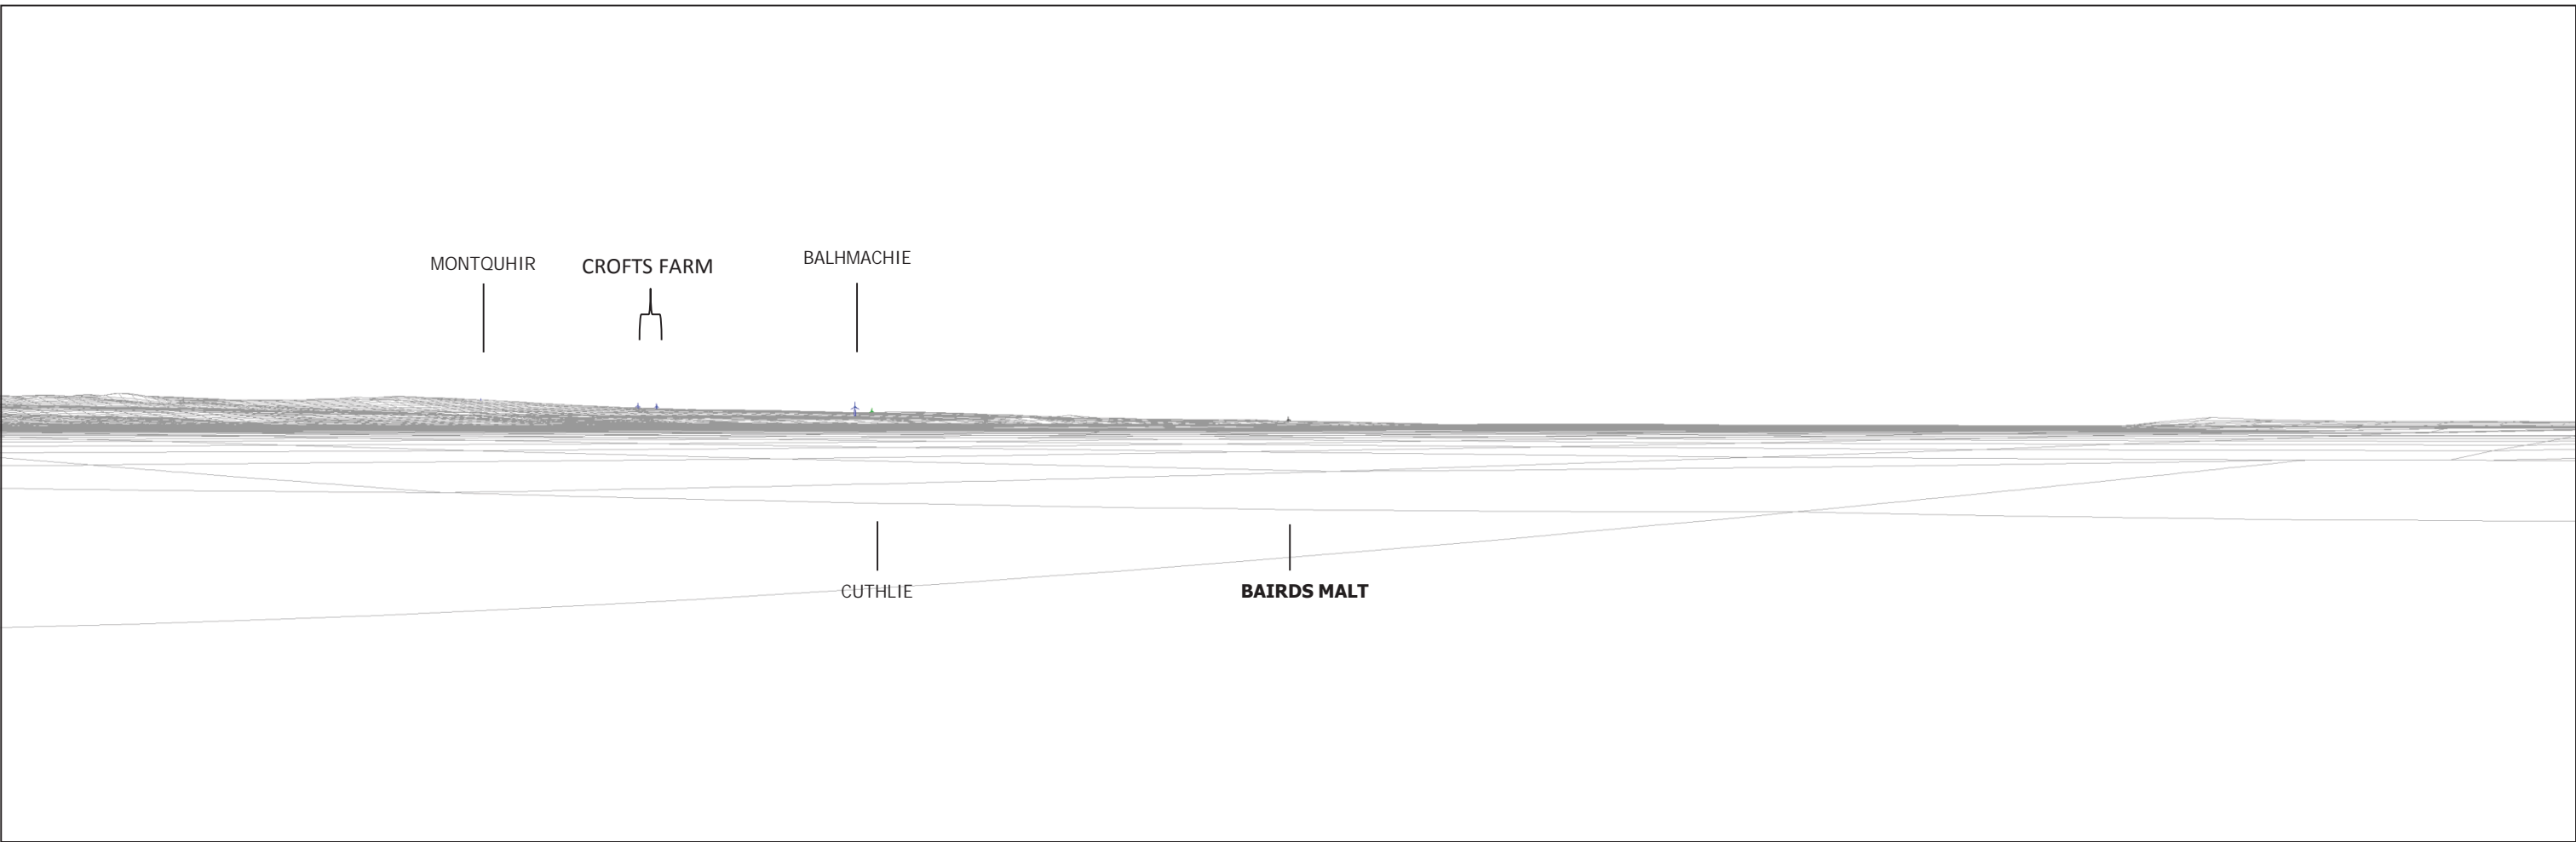 MONTQUHIR
CROFTS FARM
BALHMACHIE
CUTHLIE
BAIRDS MALT